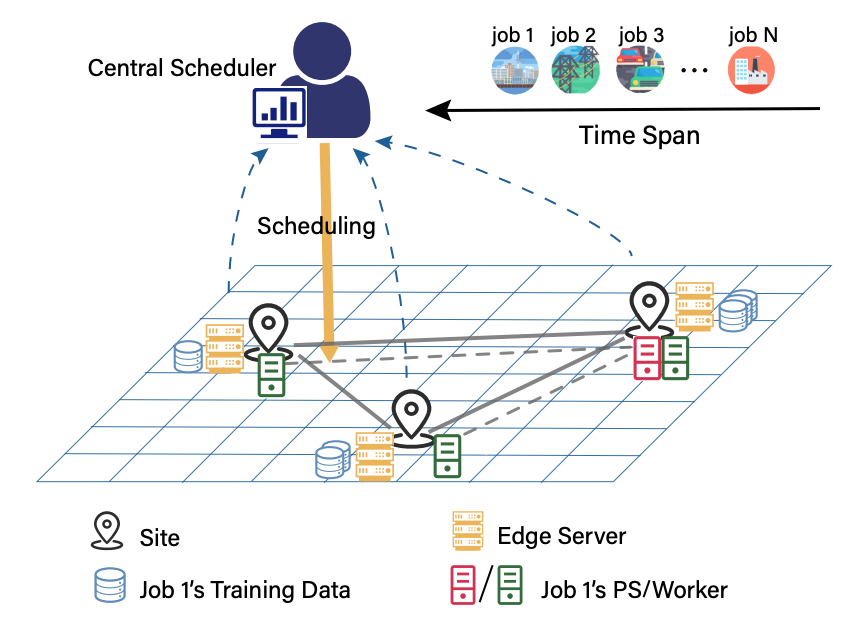 job 1 job 2 job 3 ... job N
Central Scheduler
Time Span
Scheduling
Site
Edge Server
Job 1's Training Data
Job 1's PS/Worker